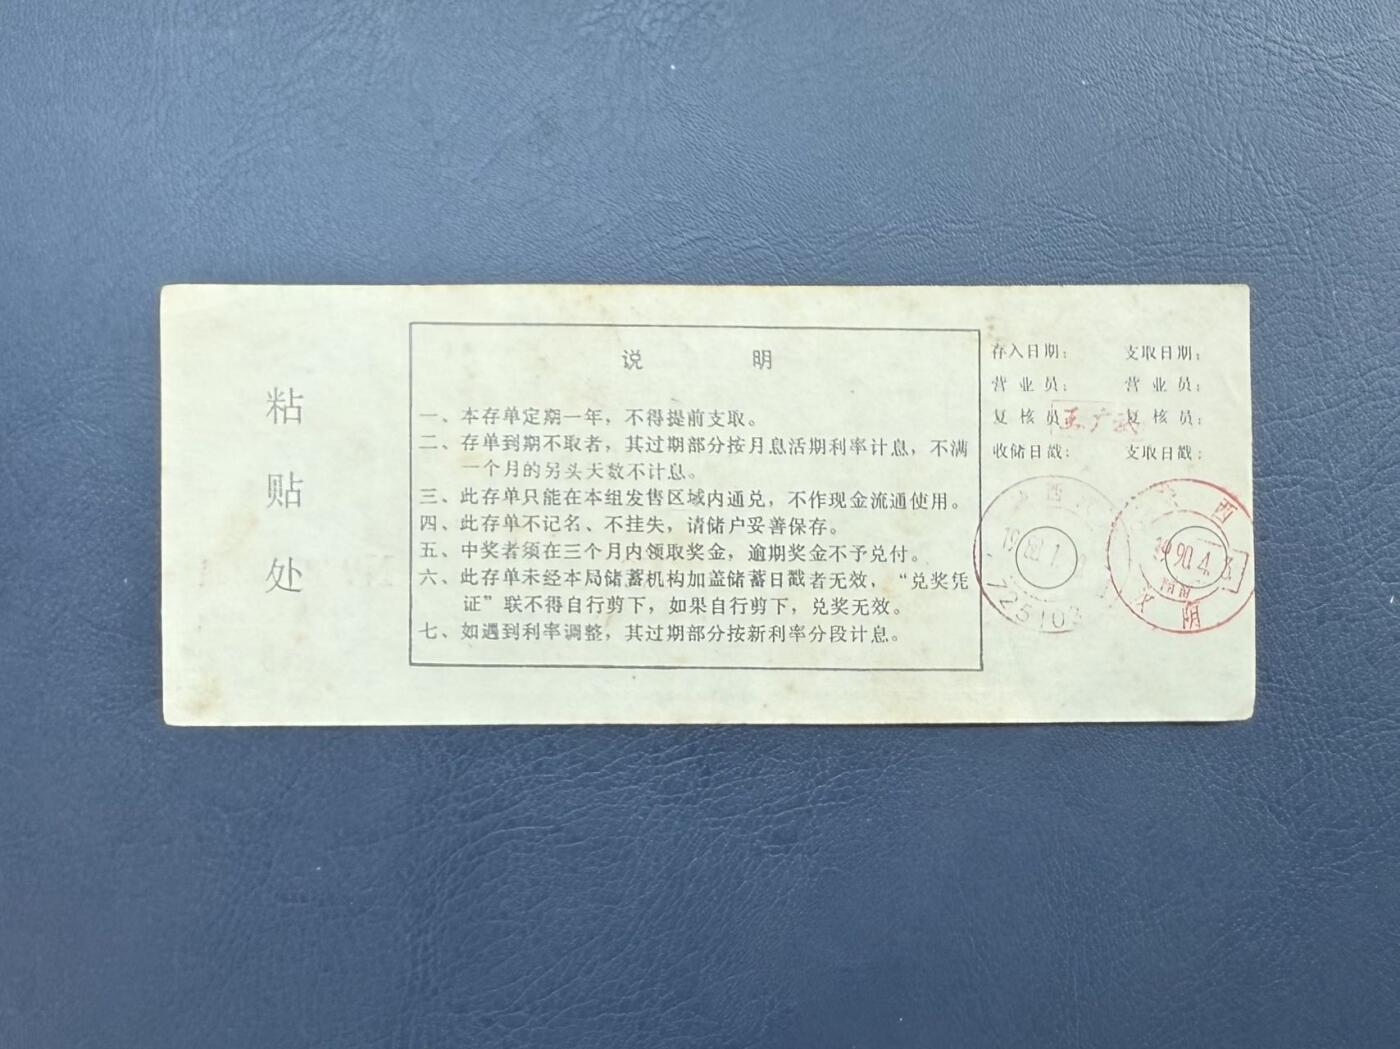 粘贴处
说 明
一、本存单定期一年，不得提前支取。
二、存单到期不取者，其过期部分按月息活期利率计息，不满
一个月的另头天数不计息。
三、此存单只能在本组发售区域内通兑，不作现金流通使用。
四、此存单不记名、不挂失，请储户妥善保存。
五、中奖者须在三个月内领取奖金，逾期奖金不予兑付。
六、此存单未经本局储蓄机构加盖储蓄日戳者无效，“兑奖凭
证”联不得自行剪下，如果自行剪下，兑奖无效。
七、如遇到利率调整，其过期部分按新利率分段计息。
存入日期： 支取日期：
营业员： 营业员：
复核员： 复核员：
收储日戳： 支取日戳：
西
725103
西
1990.4.3.
汉阴